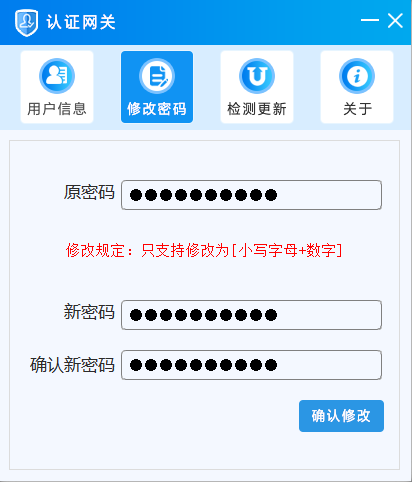 认证网关
用户信息 修改密码 检测更新 关于
原密码 ●●●●●●●●●●
修改规定：只支持修改为[小写字母+数字]
新密码 ●●●●●●●●●●
确认新密码 ●●●●●●●●●●
确认修改